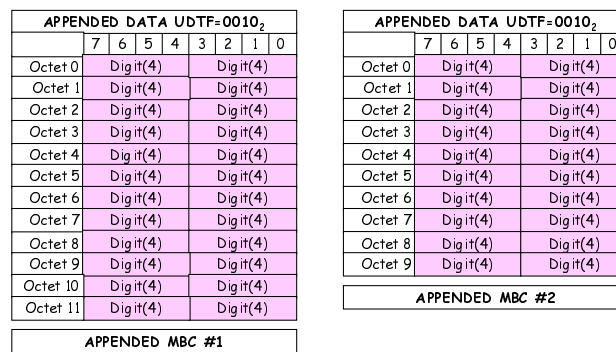 APPENDED DATA UDTF=0010₂
7 6 5 4 3 2 1 0
Octet 0 Digit(4) Digit(4)
Octet 1 Digit(4) Digit(4)
Octet 2 Digit(4) Digit(4)
Octet 3 Digit(4) Digit(4)
Octet 4 Digit(4) Digit(4)
Octet 5 Digit(4) Digit(4)
Octet 6 Digit(4) Digit(4)
Octet 7 Digit(4) Digit(4)
Octet 8 Digit(4) Digit(4)
Octet 9 Digit(4) Digit(4)
Octet 10 Digit(4) Digit(4)
Octet 11 Digit(4) Digit(4)
APPENDED MBC #1
APPENDED DATA UDTF=0010₂
7 6 5 4 3 2 1 0
Octet 0 Digit(4) Digit(4)
Octet 1 Digit(4) Digit(4)
Octet 2 Digit(4) Digit(4)
Octet 3 Digit(4) Digit(4)
Octet 4 Digit(4) Digit(4)
Octet 5 Digit(4) Digit(4)
Octet 6 Digit(4) Digit(4)
Octet 7 Digit(4) Digit(4)
Octet 8 Digit(4) Digit(4)
Octet 9 Digit(4) Digit(4)
APPENDED MBC #2